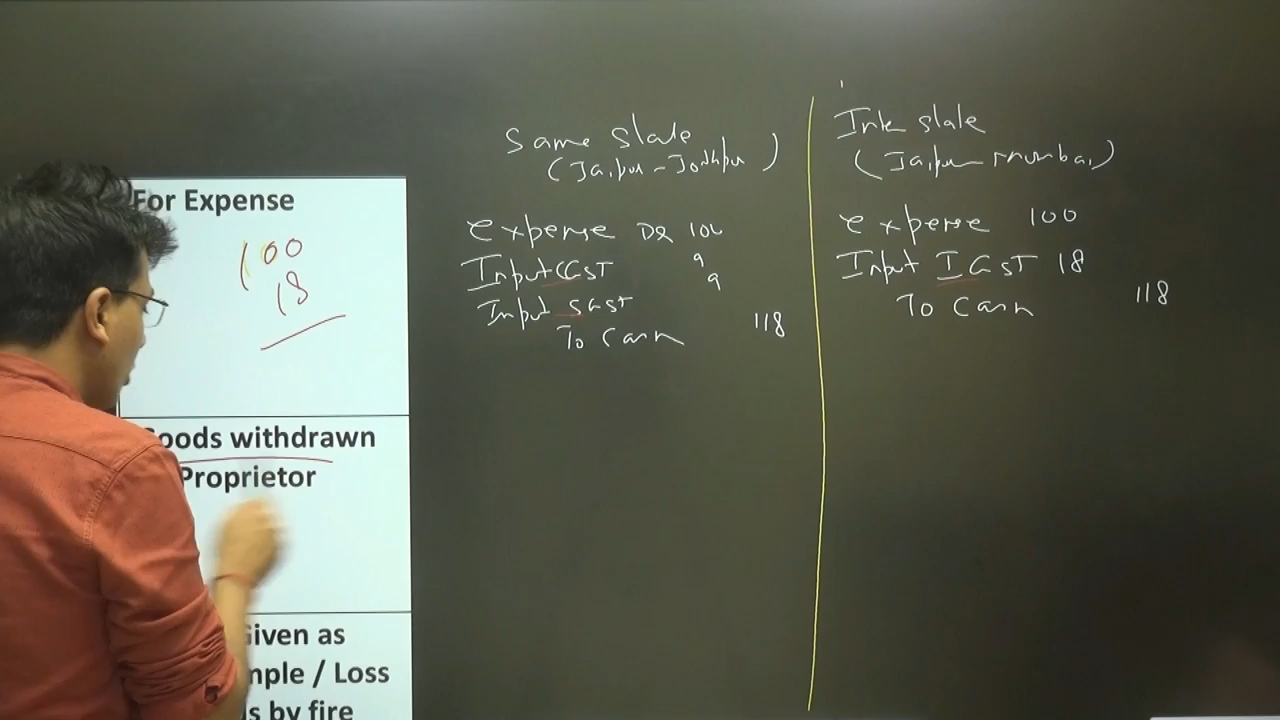 For Expense
100
18
Goods withdrawn
Proprietor
Given as
mple / Loss
s by fire
Same State
(Jaipur - Jodhpur)
Expense DR 100
Input CGST 9
9
Input SGST
To Cash 118
Inter state
(Jaipur - Mumbai)
Expense 100
Input IGST 18
To Cash 118